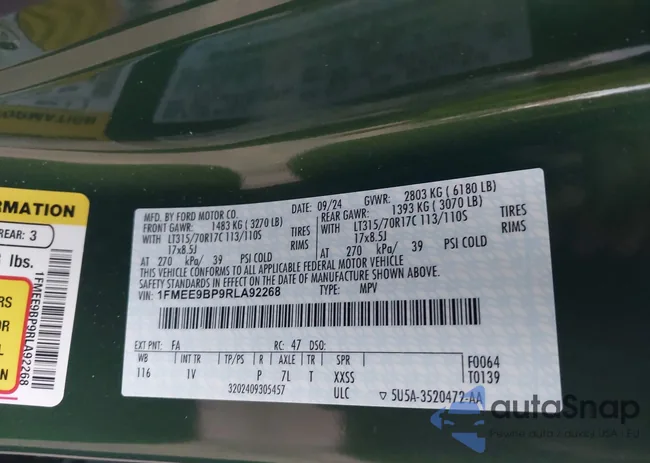 MFD. BY FORD MOTOR CO. DATE: 09/24 GVWR: 2803 KG ( 6180 LB)
FRONT GAWR: 1483 KG ( 3270 LB) REAR GAWR: 1393 KG ( 3070 LB)
WITH LT315/70R17C 113/110S TIRES WITH LT315/70R17C 113/110S TIRES
17x8.5J RIMS 17x8.5J RIMS
AT 270 kPa/ 39 PSI COLD AT 270 kPa/ 39 PSI COLD
THIS VEHICLE CONFORMS TO ALL APPLICABLE FEDERAL MOTOR VEHICLE
SAFETY STANDARDS IN EFFECT ON THE DATE OF MANUFACTURE SHOWN ABOVE.
VIN: 1FMEE9BP9RLA92268 TYPE: MPV
EXT PNT: FA RC: 47 DSO:
WB INT TR TP/PS R AXLE TR SPR F0064
116 1V P 7L T XXSS T0139
3202409305457 ULC ▽ 5U5A-3520472-AA
RMATION
REAR: 3
lbs.
RS
OR
1FMEE9BP9RLA92268
autoSnap